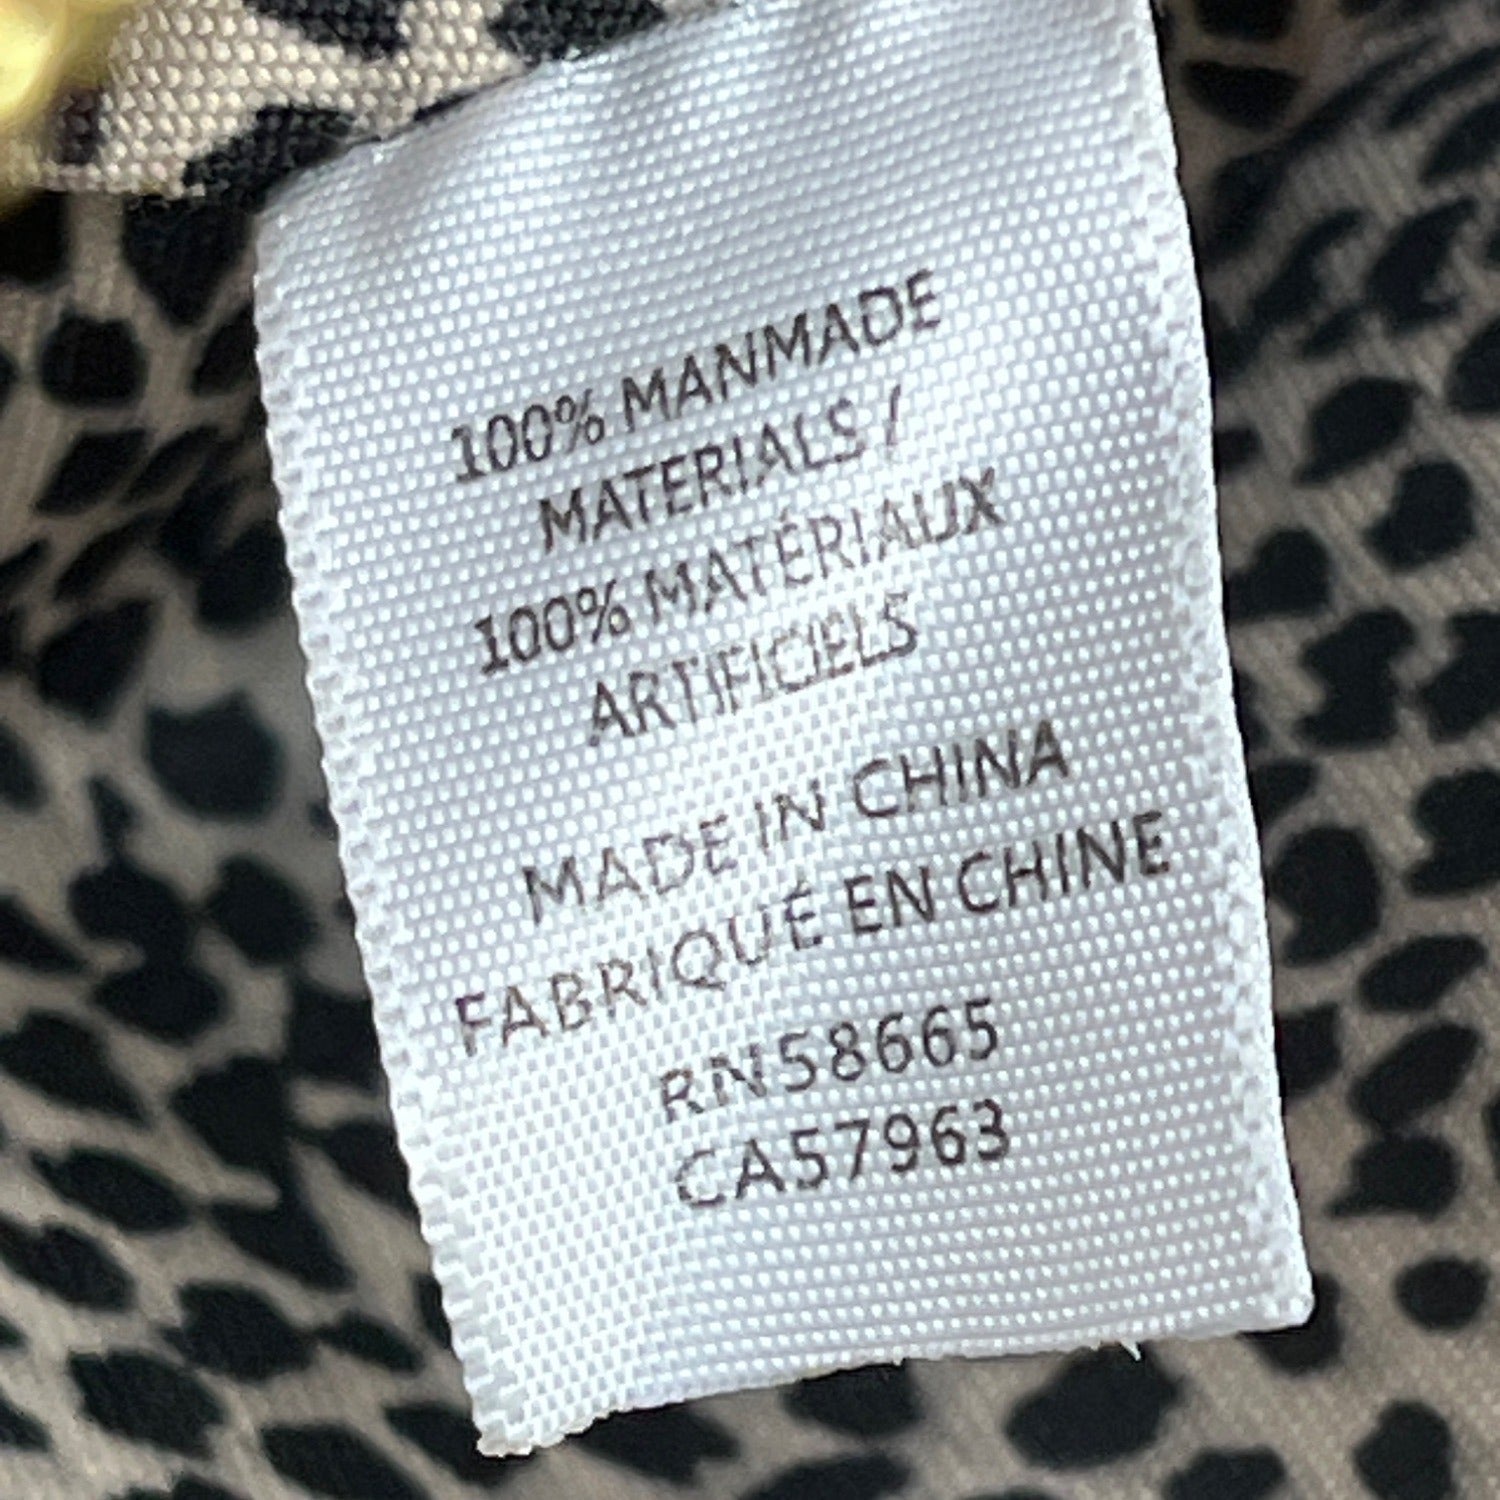 100% MANMADE
MATERIALS /
100% MATÉRIAUX
ARTIFICIELS
MADE IN CHINA
FABRIQUÉ EN CHINE
RN58665
CA57963